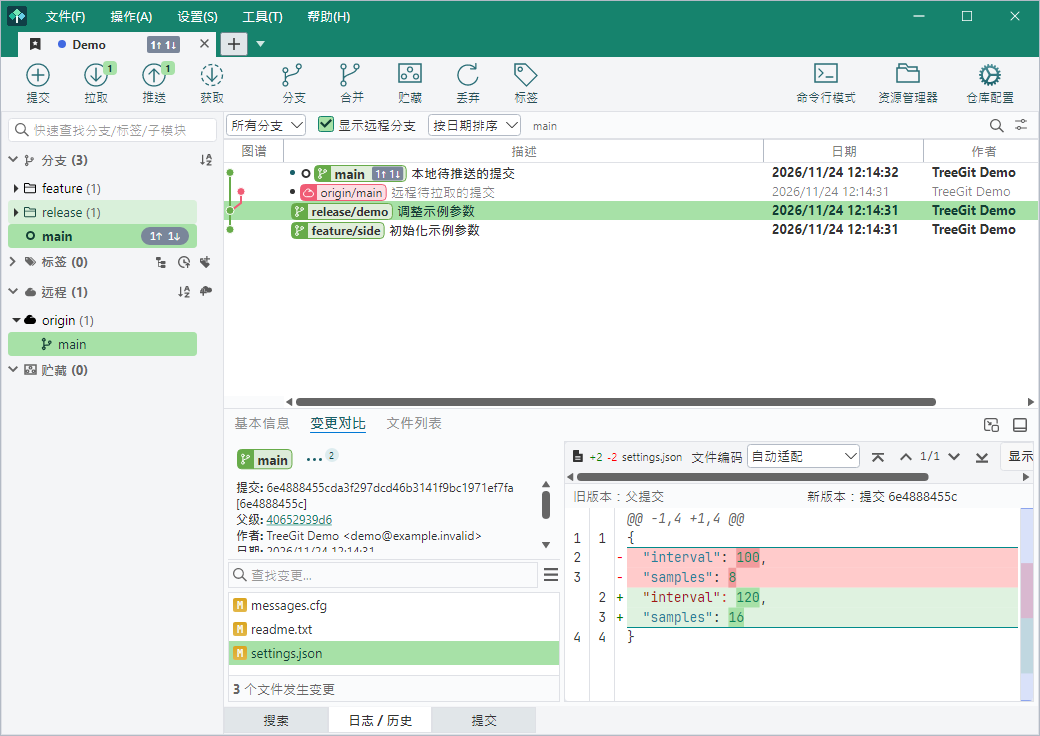 文件(F) 操作(A) 设置(S) 工具(T) 帮助(H)
Demo 1↑ 1↓
1 1
提交 拉取 推送 获取 分支 合并 贮藏 丢弃 标签 命令行模式 资源管理器 仓库配置
快速查找分支/标签/子模块
所有分支 显示远程分支 按日期排序 main
分支 (3)
feature (1)
release (1)
main 1↑ 1↓
标签 (0)
远程 (1)
origin (1)
main
贮藏 (0)
图谱 描述 日期 作者
main 1↑ 1↓ 本地待推送的提交 2026/11/24 12:14:32 TreeGit Demo
origin/main 远程待拉取的提交 2026/11/24 12:14:31 TreeGit Demo
release/demo 调整示例参数 2026/11/24 12:14:31 TreeGit Demo
feature/side 初始化示例参数 2026/11/24 12:14:31 TreeGit Demo
基本信息 变更对比 文件列表
main ••• 2
提交: 6e4888455cda3f297dcd46b3141f9bc1971ef7fa
[6e4888455c]
父级: 40652939d6
作者: TreeGit Demo <demo@example.invalid>
日期: 2026/11/24 12:14:31
查找变更...
messages.cfg
readme.txt
settings.json
3 个文件发生变更
+2 -2 settings.json 文件编码 自动适配 1/1 显示
旧版本：父提交 新版本：提交 6e4888455c
@@ -1,4 +1,4 @@
1 1 {
2 - "interval": 100,
3 - "samples": 8
2 + "interval": 120,
3 + "samples": 16
4 4 }
搜索 日志 / 历史 提交